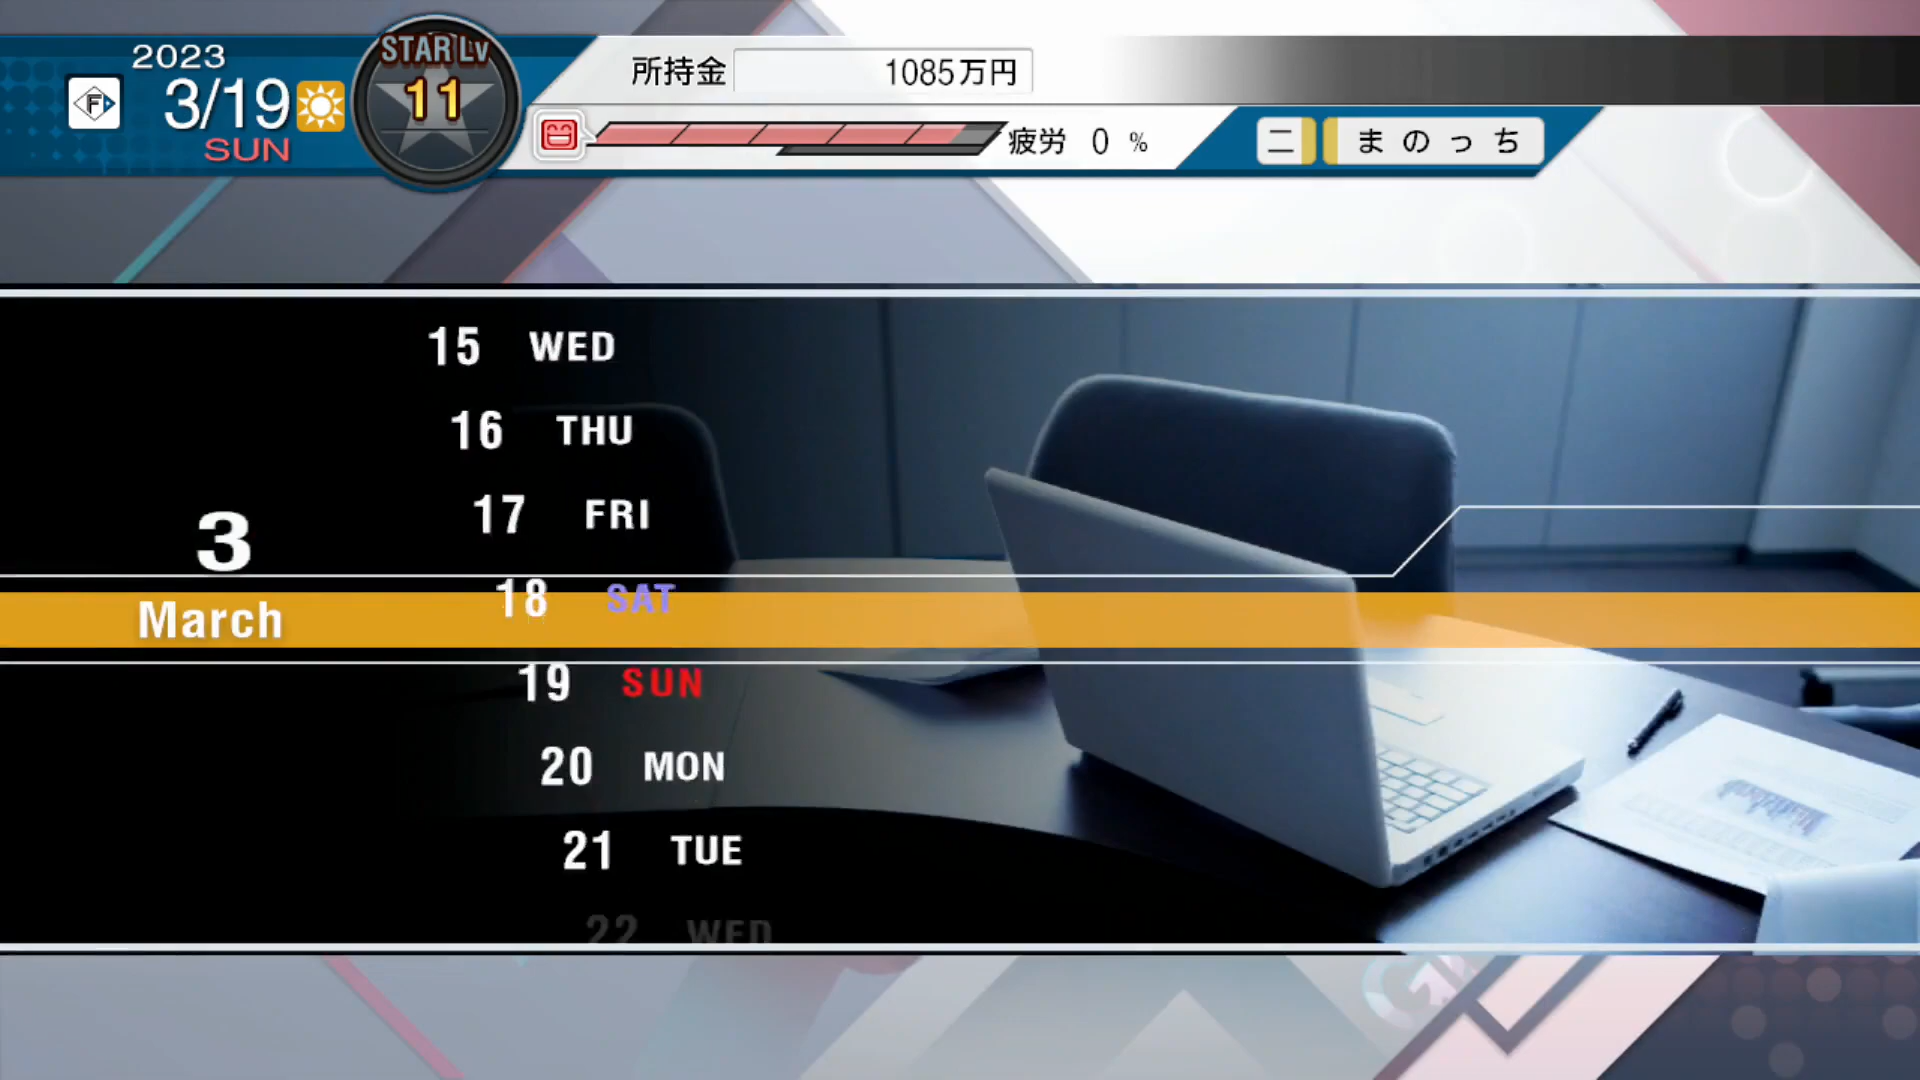 2023
3/19
SUN
F
STAR Lv
11
所持金 1085万円
疲労 0 %
二 まのっち
15 WED
16 THU
17 FRI
3
18 SAT
March
19 SUN
20 MON
21 TUE
22 WED